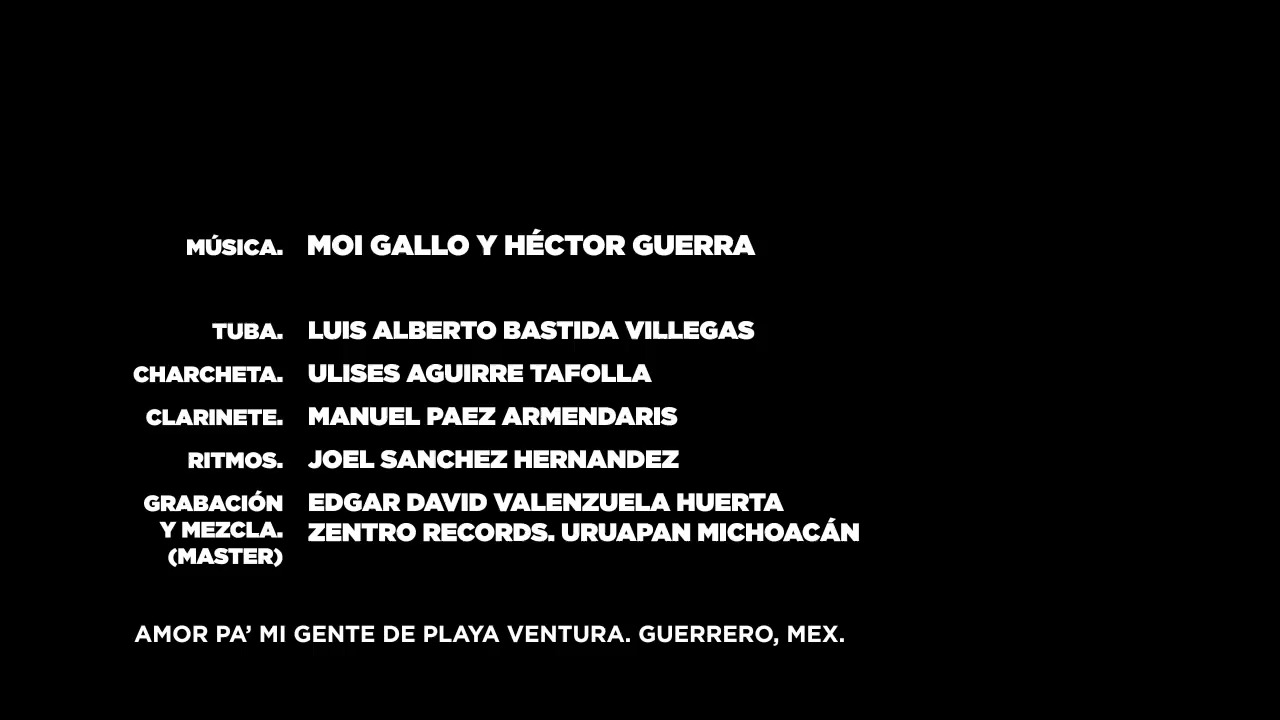 MÚSICA. MOI GALLO Y HÉCTOR GUERRA
TUBA. LUIS ALBERTO BASTIDA VILLEGAS
CHARCHETA. ULISES AGUIRRE TAFOLLA
CLARINETE. MANUEL PAEZ ARMENDARIS
RITMOS. JOEL SANCHEZ HERNANDEZ
GRABACIÓN EDGAR DAVID VALENZUELA HUERTA
Y MEZCLA. ZENTRO RECORDS. URUAPAN MICHOACÁN
(MASTER)
AMOR PA’ MI GENTE DE PLAYA VENTURA. GUERRERO, MEX.